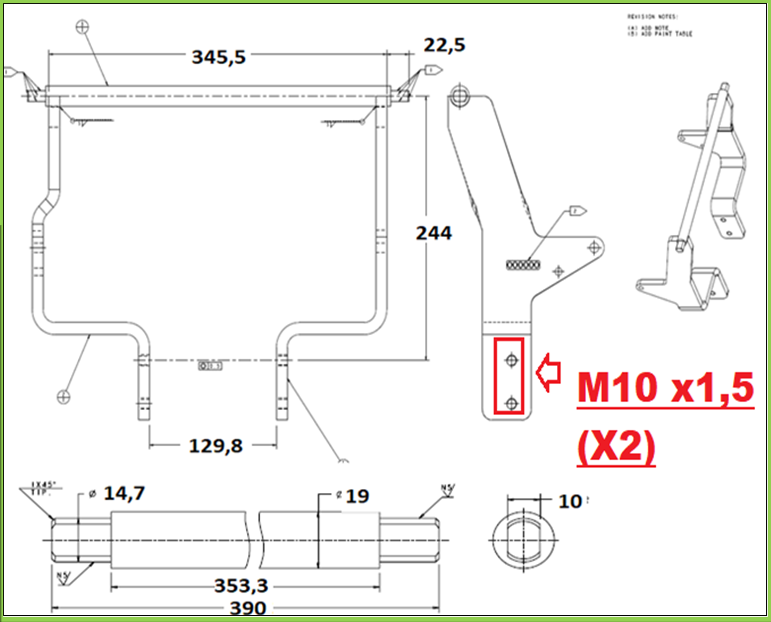 REVISION NOTES:
(A) ADD NOTE
(B) ADD PAINT TABLE
345,5
22,5
244
M10 x1,5
(X2)
129,8
1X45°
TYP.
ø 14,7
ø 19
N5/
10
N5/
353,3
390